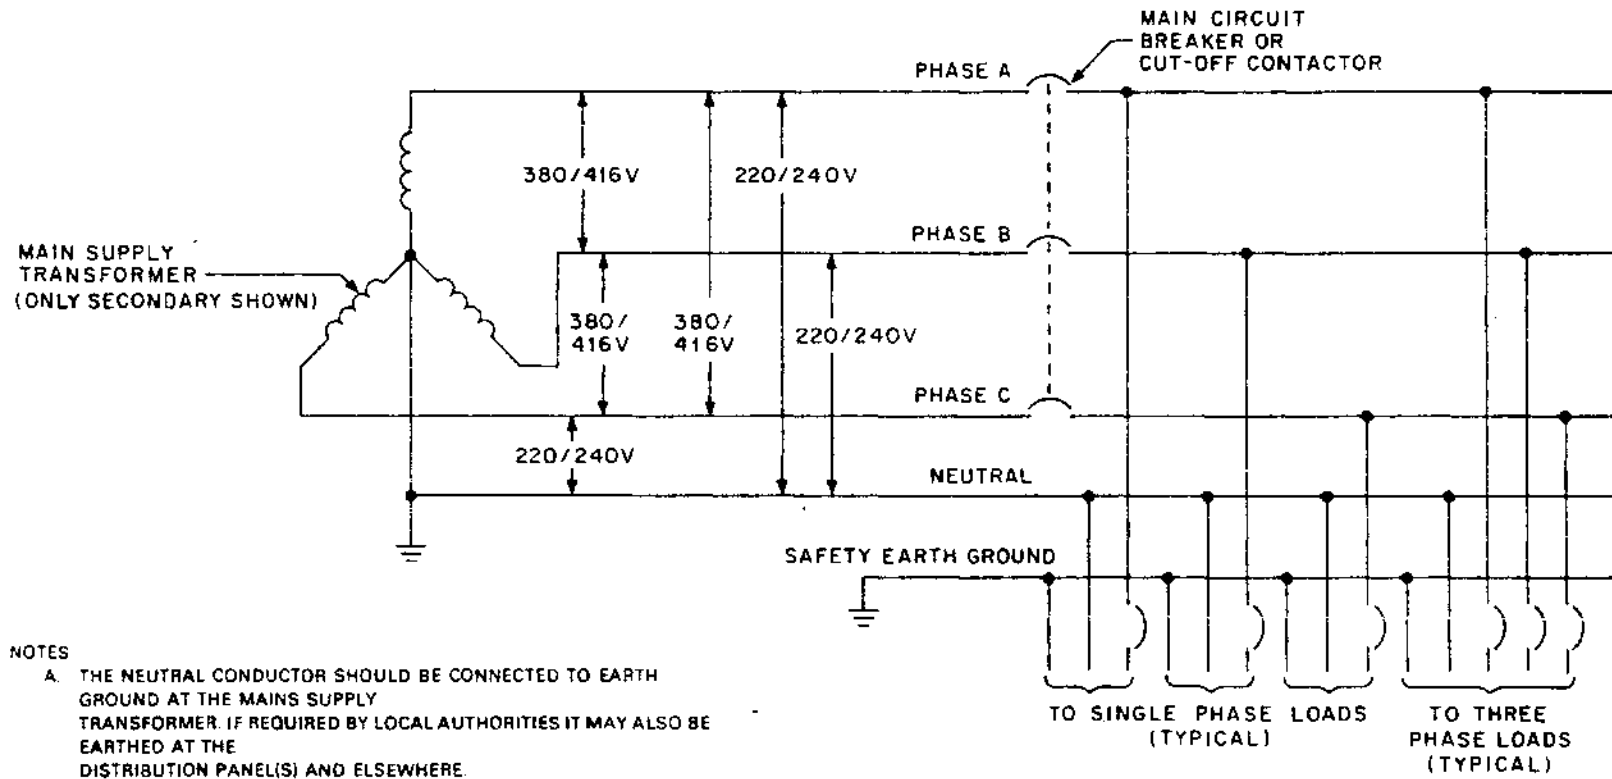 MAIN CIRCUIT
BREAKER OR
CUT-OFF CONTACTOR
PHASE A
380/416V
220/240V
PHASE B
MAIN SUPPLY
TRANSFORMER
(ONLY SECONDARY SHOWN)
380/
416V
380/
416V
220/240V
PHASE C
220/240V
NEUTRAL
SAFETY EARTH GROUND
NOTES
A. THE NEUTRAL CONDUCTOR SHOULD BE CONNECTED TO EARTH
GROUND AT THE MAINS SUPPLY
TRANSFORMER. IF REQUIRED BY LOCAL AUTHORITIES IT MAY ALSO BE
EARTHED AT THE
DISTRIBUTION PANEL(S) AND ELSEWHERE.
TO SINGLE PHASE LOADS
(TYPICAL)
TO THREE
PHASE LOADS
(TYPICAL)